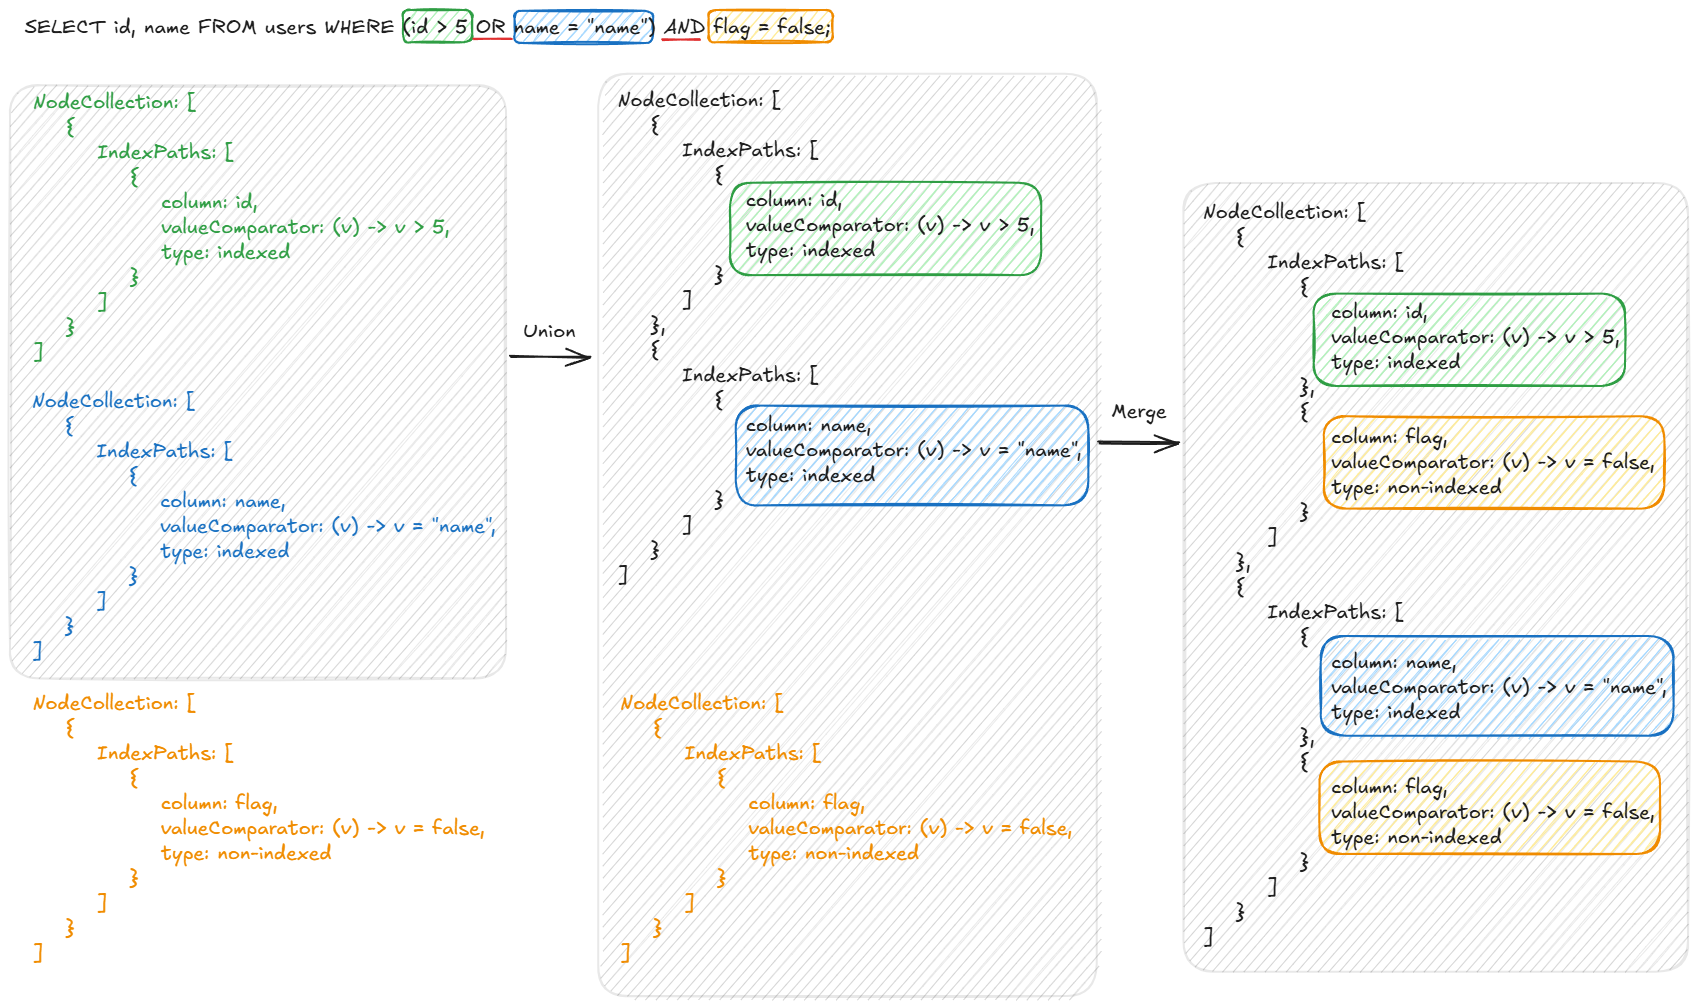 SELECT id, name FROM users WHERE (id > 5 OR name = "name") AND flag = false;
NodeCollection: [
{
IndexPaths: [
{
column: id,
valueComparator: (v) -> v > 5,
type: indexed
}
]
}
]
NodeCollection: [
{
IndexPaths: [
{
column: name,
valueComparator: (v) -> v = "name",
type: indexed
}
]
}
]
NodeCollection: [
{
IndexPaths: [
{
column: flag,
valueComparator: (v) -> v = false,
type: non-indexed
}
]
}
]
Union
NodeCollection: [
{
IndexPaths: [
{
column: id,
valueComparator: (v) -> v > 5,
type: indexed
}
]
},
{
IndexPaths: [
{
column: name,
valueComparator: (v) -> v = "name",
type: indexed
}
]
}
]
NodeCollection: [
{
IndexPaths: [
{
column: flag,
valueComparator: (v) -> v = false,
type: non-indexed
}
]
}
]
Merge
NodeCollection: [
{
IndexPaths: [
{
column: id,
valueComparator: (v) -> v > 5,
type: indexed
},
{
column: flag,
valueComparator: (v) -> v = false,
type: non-indexed
}
]
},
{
IndexPaths: [
{
column: name,
valueComparator: (v) -> v = "name",
type: indexed
},
{
column: flag,
valueComparator: (v) -> v = false,
type: non-indexed
}
]
}
]